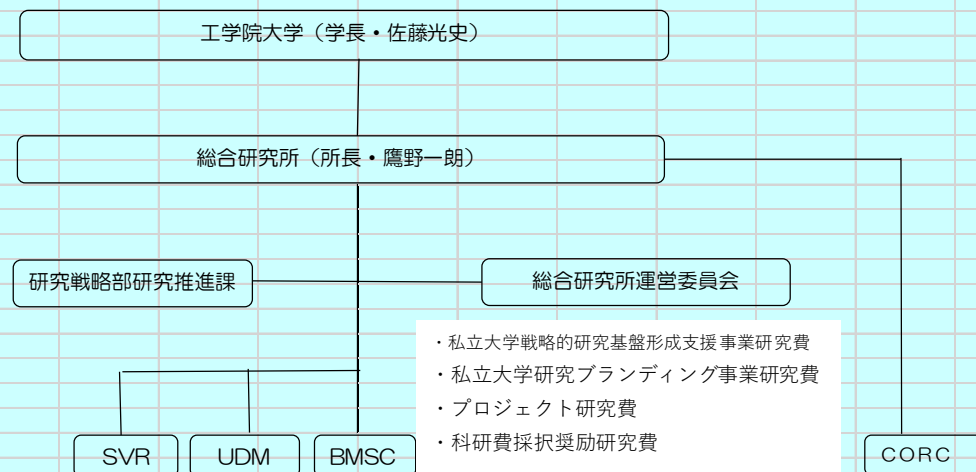 工学院大学（学長・佐藤光史）
総合研究所（所長・鷹野一朗）
研究戦略部研究推進課
総合研究所運営委員会
・私立大学戦略的研究基盤形成支援事業研究費
・私立大学研究ブランディング事業研究費
・プロジェクト研究費
・科研費採択奨励研究費
SVR
UDM
BMSC
CORC